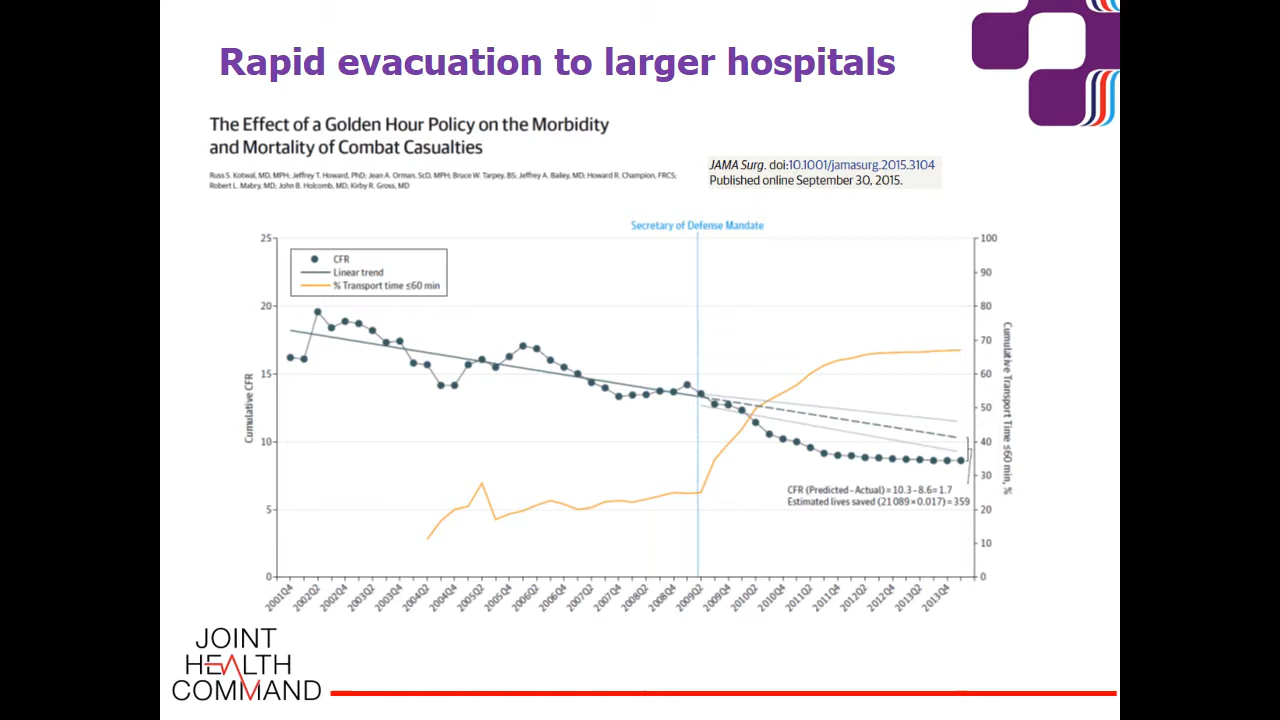 Rapid evacuation to larger hospitals
The Effect of a Golden Hour Policy on the Morbidity
and Mortality of Combat Casualties
Russ S. Kotwal, MD, MPH; Jeffrey T. Howard, PhD; Jean A. Orman, ScD, MPH; Bruce W. Tarpey, BS; Jeffrey A. Bailey, MD; Howard R. Champion, FRCS;
Robert L. Mabry, MD; John B. Holcomb, MD; Kirby R. Gross, MD
JAMA Surg. doi:10.1001/jamasurg.2015.3104
Published online September 30, 2015.
Secretary of Defense Mandate
CFR
Linear trend
% Transport time ≤60 min
25
20
15
10
5
0
Cumulative CFR
100
90
80
70
60
50
40
30
20
10
0
Cumulative Transport Time ≤60 min, %
CFR (Predicted - Actual) = 10.3 - 8.6 = 1.7
Estimated lives saved (21 089 × 0.017) = 359
2001Q4
2002Q2
2002Q4
2003Q2
2003Q4
2004Q2
2004Q4
2005Q2
2005Q4
2006Q2
2006Q4
2007Q2
2007Q4
2008Q2
2008Q4
2009Q2
2009Q4
2010Q2
2010Q4
2011Q2
2011Q4
2012Q2
2012Q4
2013Q2
2013Q4
JOINT
HEALTH
COMMAND